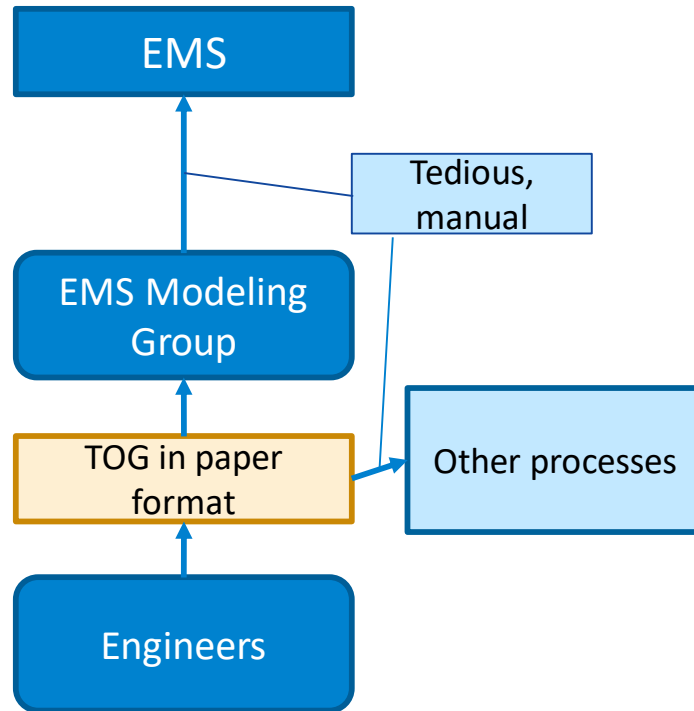 EMS
Tedious,
manual
EMS Modeling
Group
TOG in paper
format
Other processes
Engineers